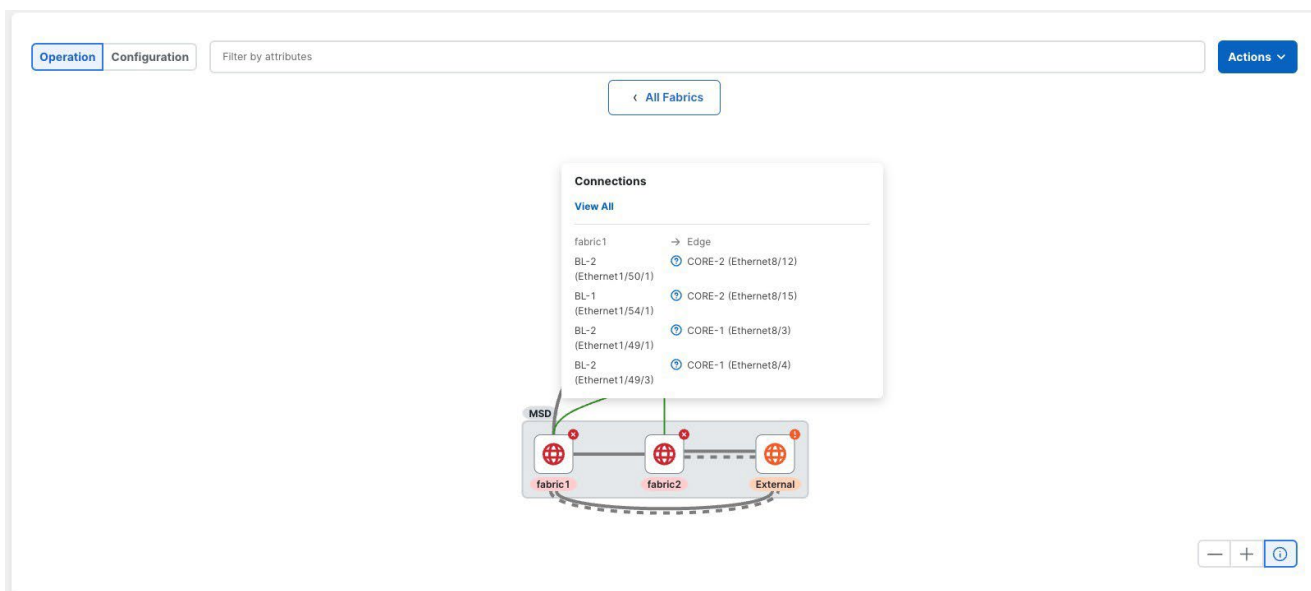 Operation Configuration Filter by attributes Actions
All Fabrics
Connections
View All
fabric1 → Edge
BL-2 CORE-2 (Ethernet8/12)
(Ethernet1/50/1)
BL-1 CORE-2 (Ethernet8/15)
(Ethernet1/54/1)
BL-2 CORE-1 (Ethernet8/3)
(Ethernet1/49/1)
BL-2 CORE-1 (Ethernet8/4)
(Ethernet1/49/3)
MSD
fabric1 fabric2 External